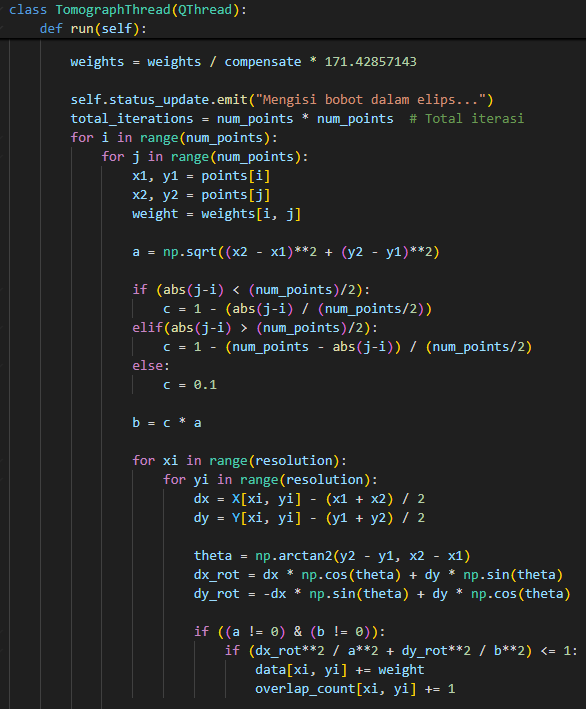 class TomographThread(QThread):
    def run(self):
        weights = weights / compensate * 171.42857143
        self.status_update.emit("Mengisi bobot dalam elips...")
        total_iterations = num_points * num_points  # Total iterasi
        for i in range(num_points):
            for j in range(num_points):
                x1, y1 = points[i]
                x2, y2 = points[j]
                weight = weights[i, j]
                a = np.sqrt((x2 - x1)**2 + (y2 - y1)**2)
                if (abs(j-i) < (num_points)/2):
                    c = 1 - (abs(j-i) / (num_points/2))
                elif(abs(j-i) > (num_points)/2):
                    c = 1 - (num_points - abs(j-i)) / (num_points/2)
                else:
                    c = 0.1
                b = c * a
                for xi in range(resolution):
                    for yi in range(resolution):
                        dx = X[xi, yi] - (x1 + x2) / 2
                        dy = Y[xi, yi] - (y1 + y2) / 2
                        theta = np.arctan2(y2 - y1, x2 - x1)
                        dx_rot = dx * np.cos(theta) + dy * np.sin(theta)
                        dy_rot = -dx * np.sin(theta) + dy * np.cos(theta)
                        if ((a != 0) & (b != 0)):
                            if (dx_rot**2 / a**2 + dy_rot**2 / b**2) <= 1:
                                data[xi, yi] += weight
                                overlap_count[xi, yi] += 1